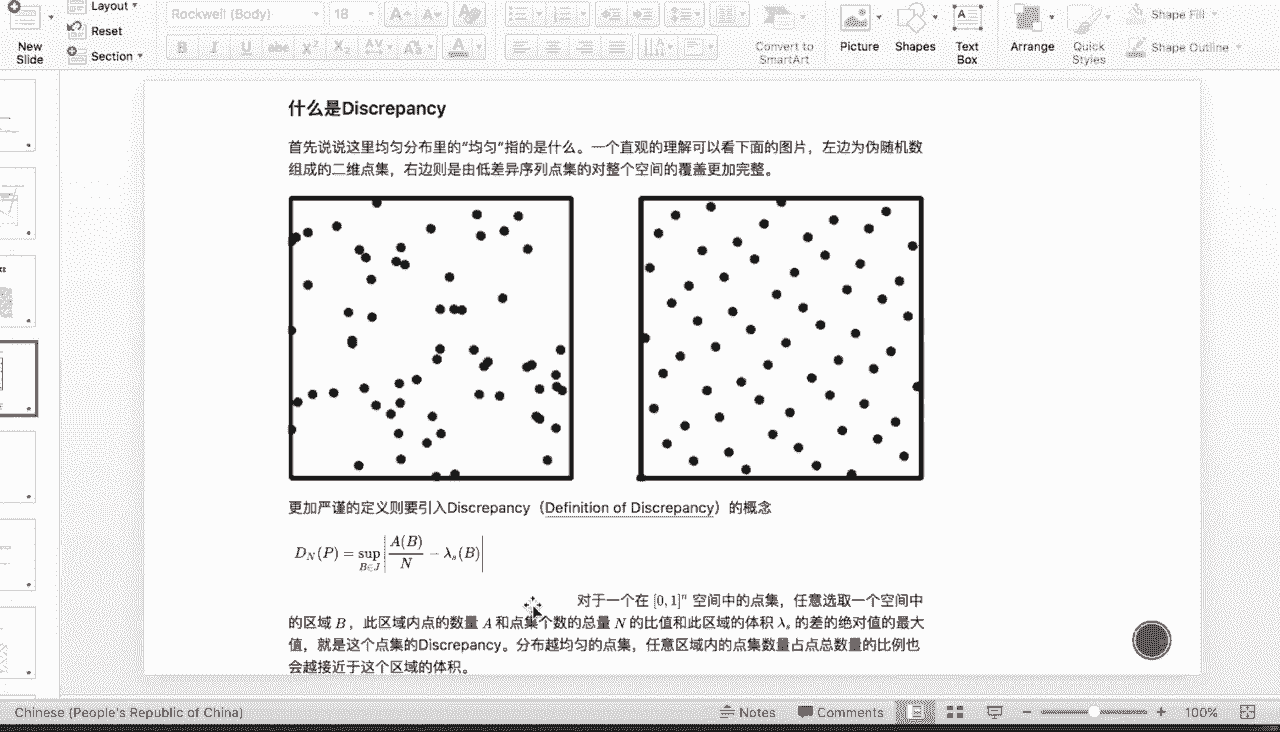 Layout
Rockwell (Body)
18
New
Slide
Reset
Section
Convert to
SmartArt
Picture
Shapes
Text
Box
Arrange
Quick
Styles
Shape Fill
Shape Outline
什么是Discrepancy
首先说说这里均匀分布里的“均匀”指的是什么。一个直观的理解可以看下面的图片，左边为伪随机数
组成的二维点集，右边则是由低差异序列点集的对整个空间的覆盖更加完整。
更加严谨的定义则要引入Discrepancy（Definition of Discrepancy）的概念
D_N(P) = sup_{B∈J} |A(B)/N − λ_s(B)|
对于一个在 [0,1]^n 空间中的点集，任意选取一个空间中
的区域 B，此区域内点的数量 A 和点集个数的总量 N 的比值和此区域的体积 λ_s 的差的绝对值的最大
值，就是这个点集的Discrepancy。分布越均匀的点集，任意区域内的点集数量占点总数量的比例也
会越接近于这个区域的体积。
Chinese (People's Republic of China)
Notes
Comments
100%